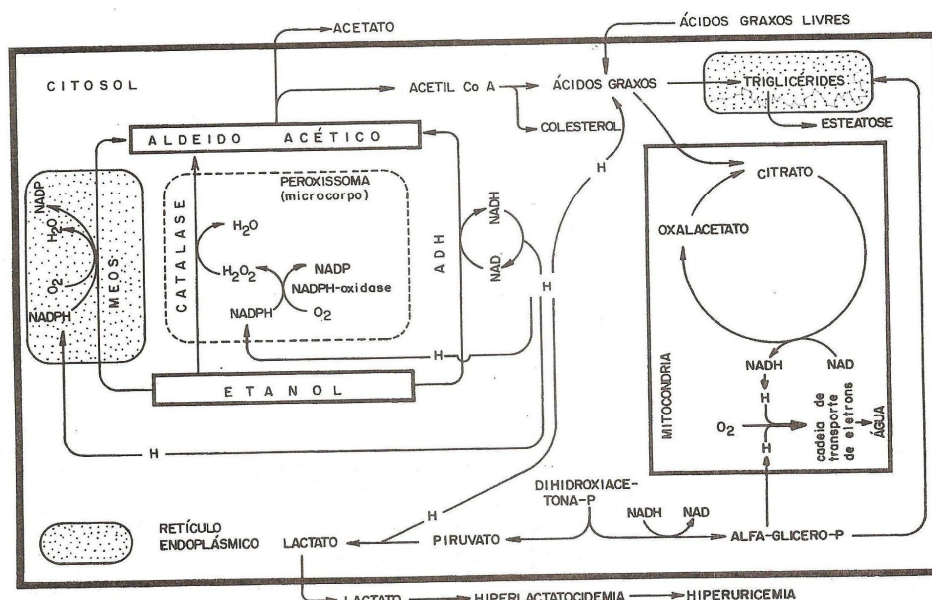 ACETATO
ÁCIDOS GRAXOS LIVRES
CITOSOL
ACETIL Co A
ÁCIDOS GRAXOS
TRIGLICÉRIDES
COLESTEROL
ESTEATOSE
ALDEIDO ACÉTICO
H
PEROXISSOMA
(microcorpo)
CITRATO
OXALACETATO
NADP
H₂O
O₂
NADPH
MEOS
CATALASE
H₂O
H₂O₂
NADP
NADPH-oxidase
NADPH
O₂
ADH
NADH
NAD
H
H
H
ETANOL
NADH
NAD
H
O₂
H
cadeia de
transporte
de eletrons
ÁGUA
MITOCONDRIA
H
DIHIDROXIACE-
TONA-P
NADH
NAD
RETÍCULO
ENDOPLÁSMICO
LACTATO
H
PIRUVATO
ALFA-GLICERO-P
LACTATO
HIPERLACTATOCIDEMIA
HIPERURICEMIA